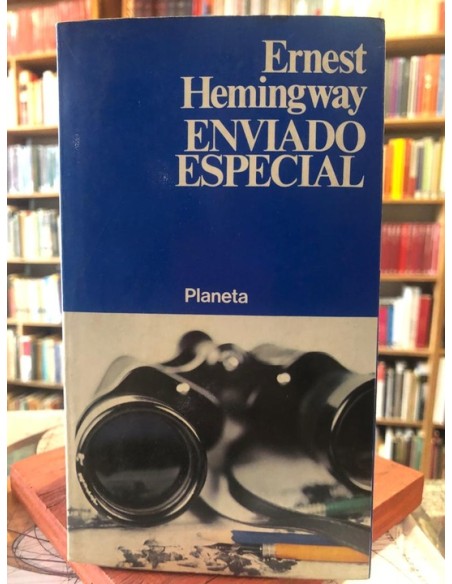 Ernest
Hemingway
ENVIADO
ESPECIAL
Planeta